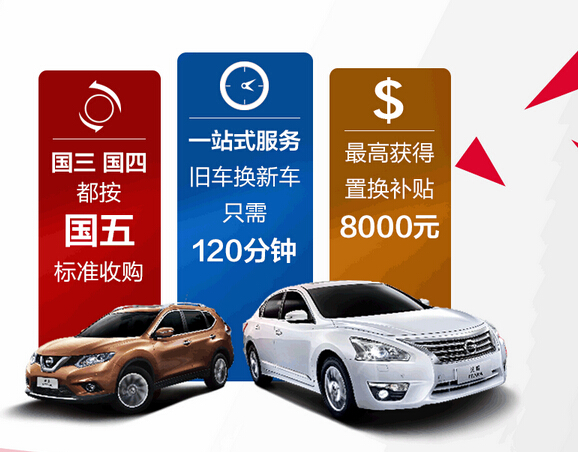 国三 国四
都按
国五
标准收购
一站式服务
旧车换新车
只需
120分钟
最高获得
置换补贴
8000元